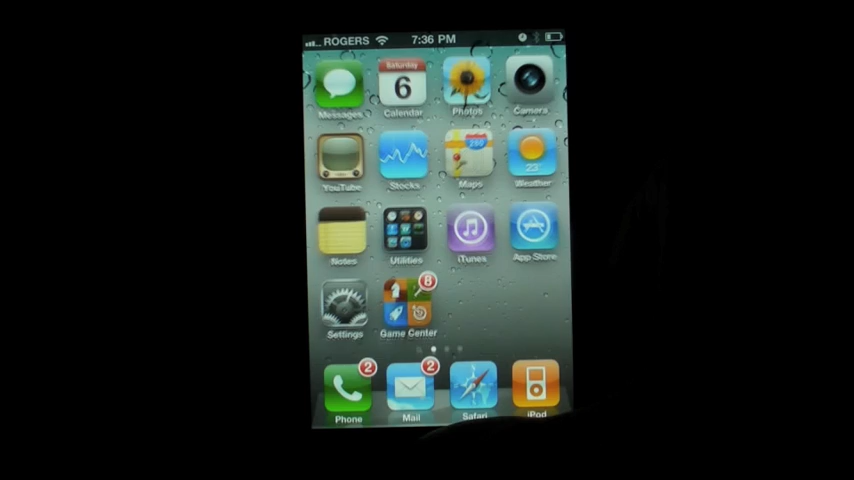 ROGERS 7:36 PM
Saturday
6
Messages Calendar Photos Camera
280
23°
YouTube Stocks Maps Weather
Notes Utilities iTunes App Store
8
Settings Game Center
2 2
Phone Mail Safari iPod